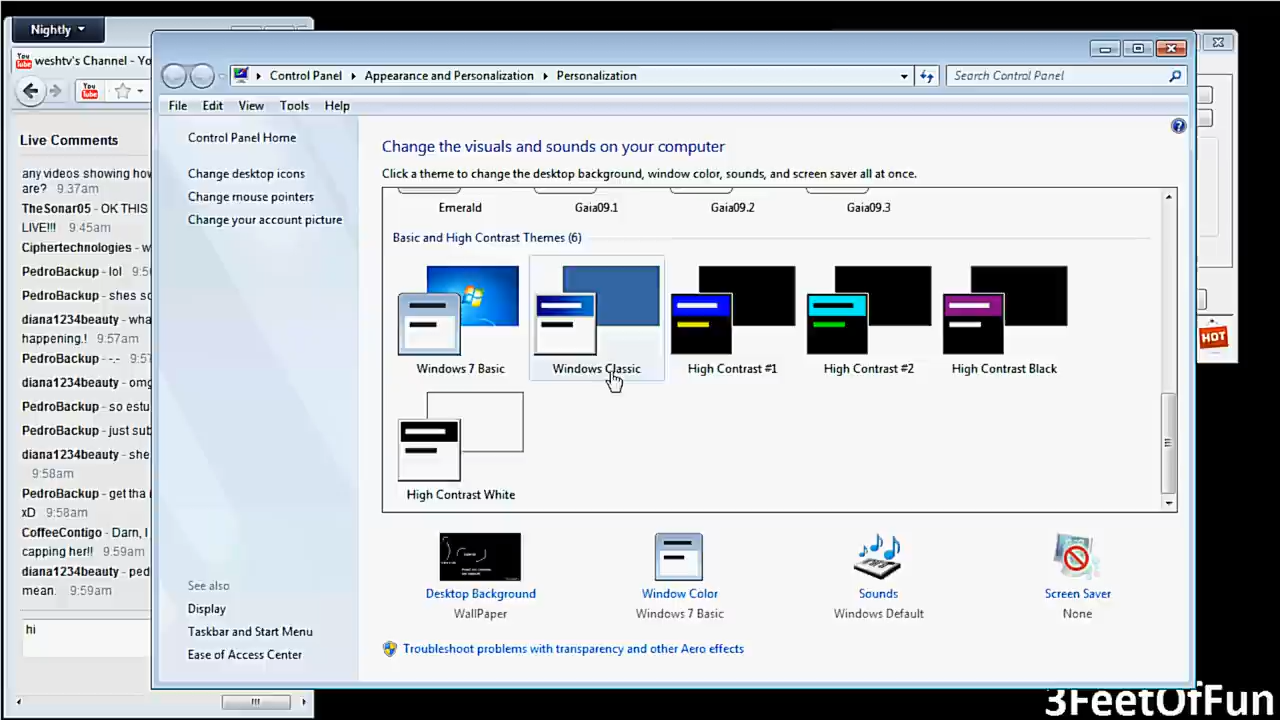 Nightly
weshtv's Channel - Yo
Control Panel
Appearance and Personalization
Personalization
Search Control Panel
File
Edit
View
Tools
Help
Live Comments
any videos showing how
are? 9.37am
TheSonar05 - OK THIS
LIVE!!! 9:45am
Ciphertechnologies - w
PedroBackup - lol 9:5
PedroBackup - shes so
diana1234beauty - wha
happening.! 9:57am
PedroBackup - -.- 9:57
diana1234beauty - omg
PedroBackup - so estu
PedroBackup - just sub
diana1234beauty - she
9:58am
PedroBackup - get tha i
xD 9:58am
CoffeeContigo - Darn, I
capping her!! 9:59am
diana1234beauty - ped
mean. 9:59am
hi
Control Panel Home
Change desktop icons
Change mouse pointers
Change your account picture
See also
Display
Taskbar and Start Menu
Ease of Access Center
Change the visuals and sounds on your computer
Click a theme to change the desktop background, window color, sounds, and screen saver all at once.
Emerald
Gaia09.1
Gaia09.2
Gaia09.3
Basic and High Contrast Themes (6)
Windows 7 Basic
Windows Classic
High Contrast #1
High Contrast #2
High Contrast Black
High Contrast White
Desktop Background
WallPaper
Window Color
Windows 7 Basic
Sounds
Windows Default
Screen Saver
None
Troubleshoot problems with transparency and other Aero effects
HOT
3FeetOfFun